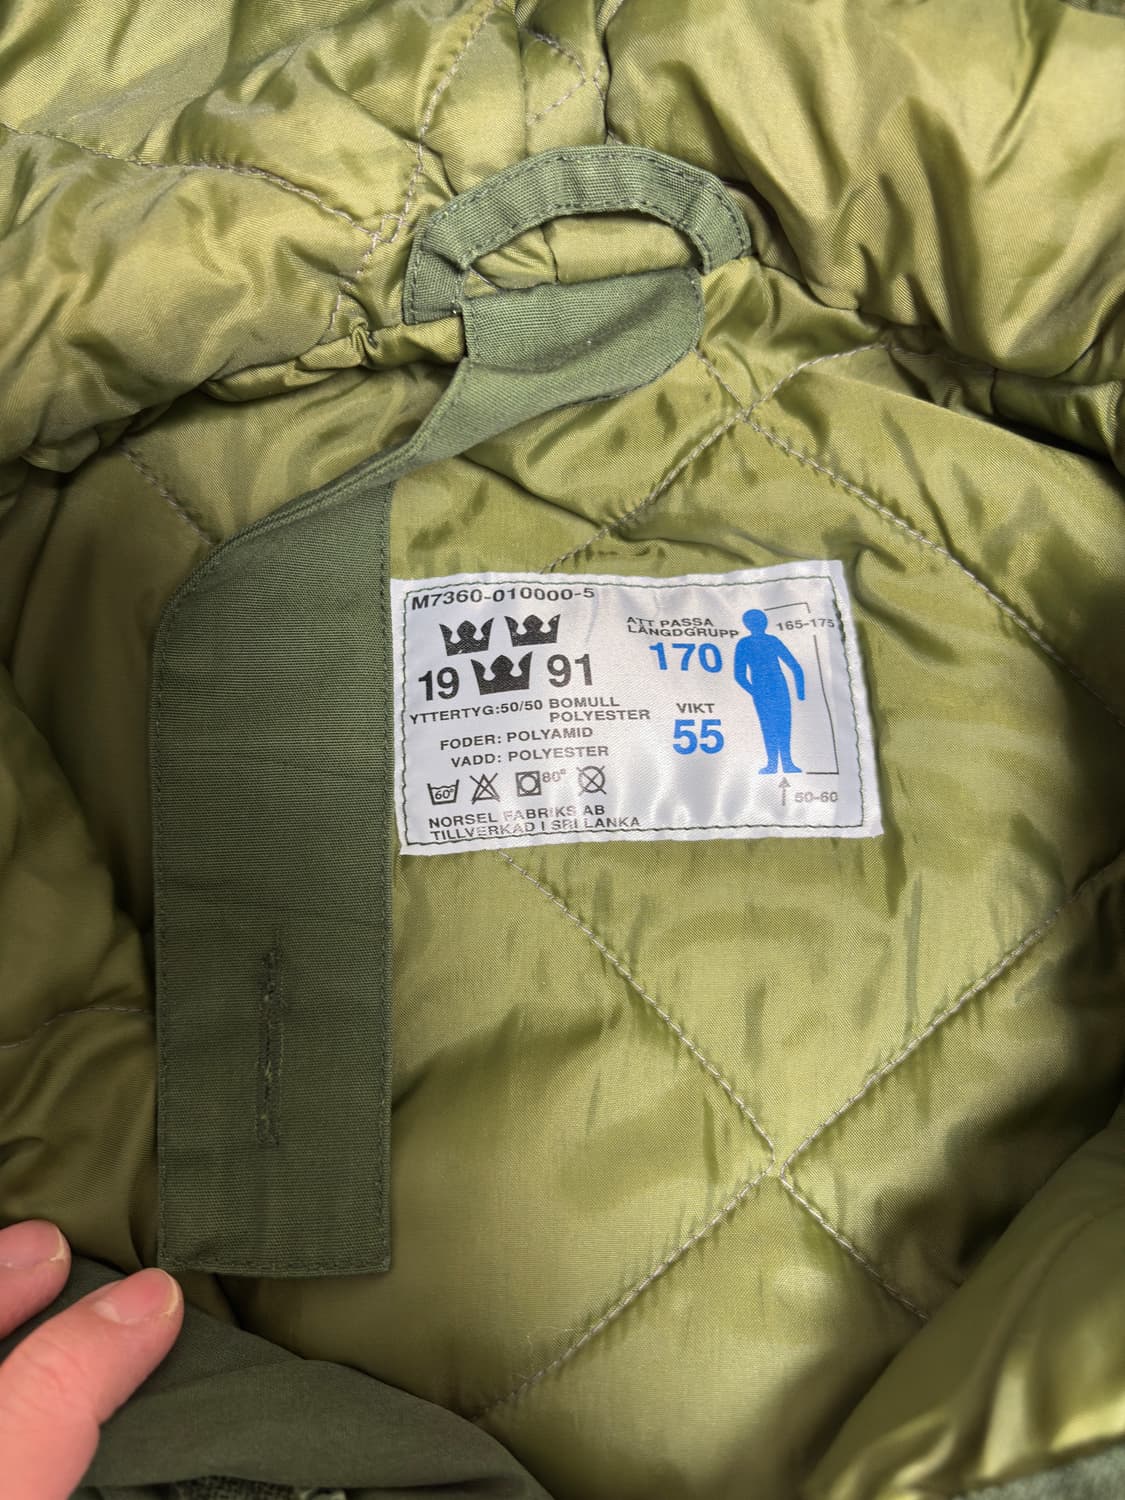 M7360-010000-5
19 91
YTTERTYG:50/50 BOMULL
POLYESTER
FODER: POLYAMID
VADD: POLYESTER
60°
80°
NORSEL FABRIKS AB
TILLVERKAD I SRI LANKA
ATT PASSA
LÄNGDGRUPP
170
165-175
VIKT
55
50-60